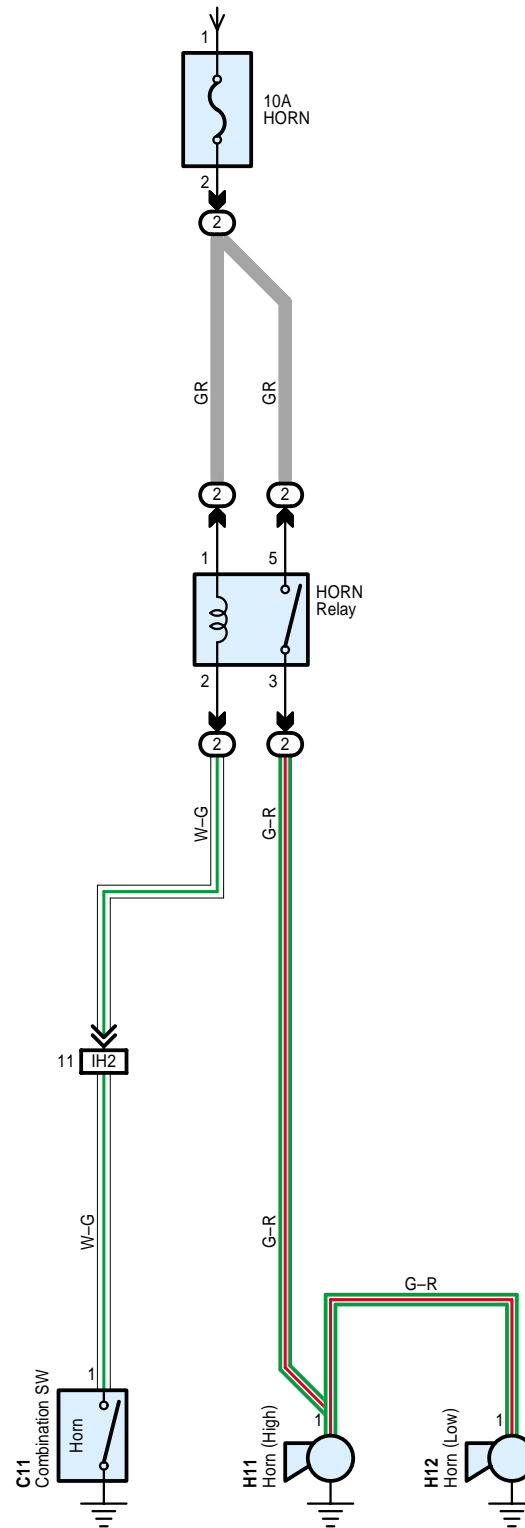 1
10A
HORN
2
2
GR
GR
2
2
1
5
HORN
Relay
2
3
2
2
W–G
G–R
11
IH2
W–G
G–R
G–R
1
C11
Combination SW
Horn
1
H11
Horn (High)
1
H12
Horn (Low)